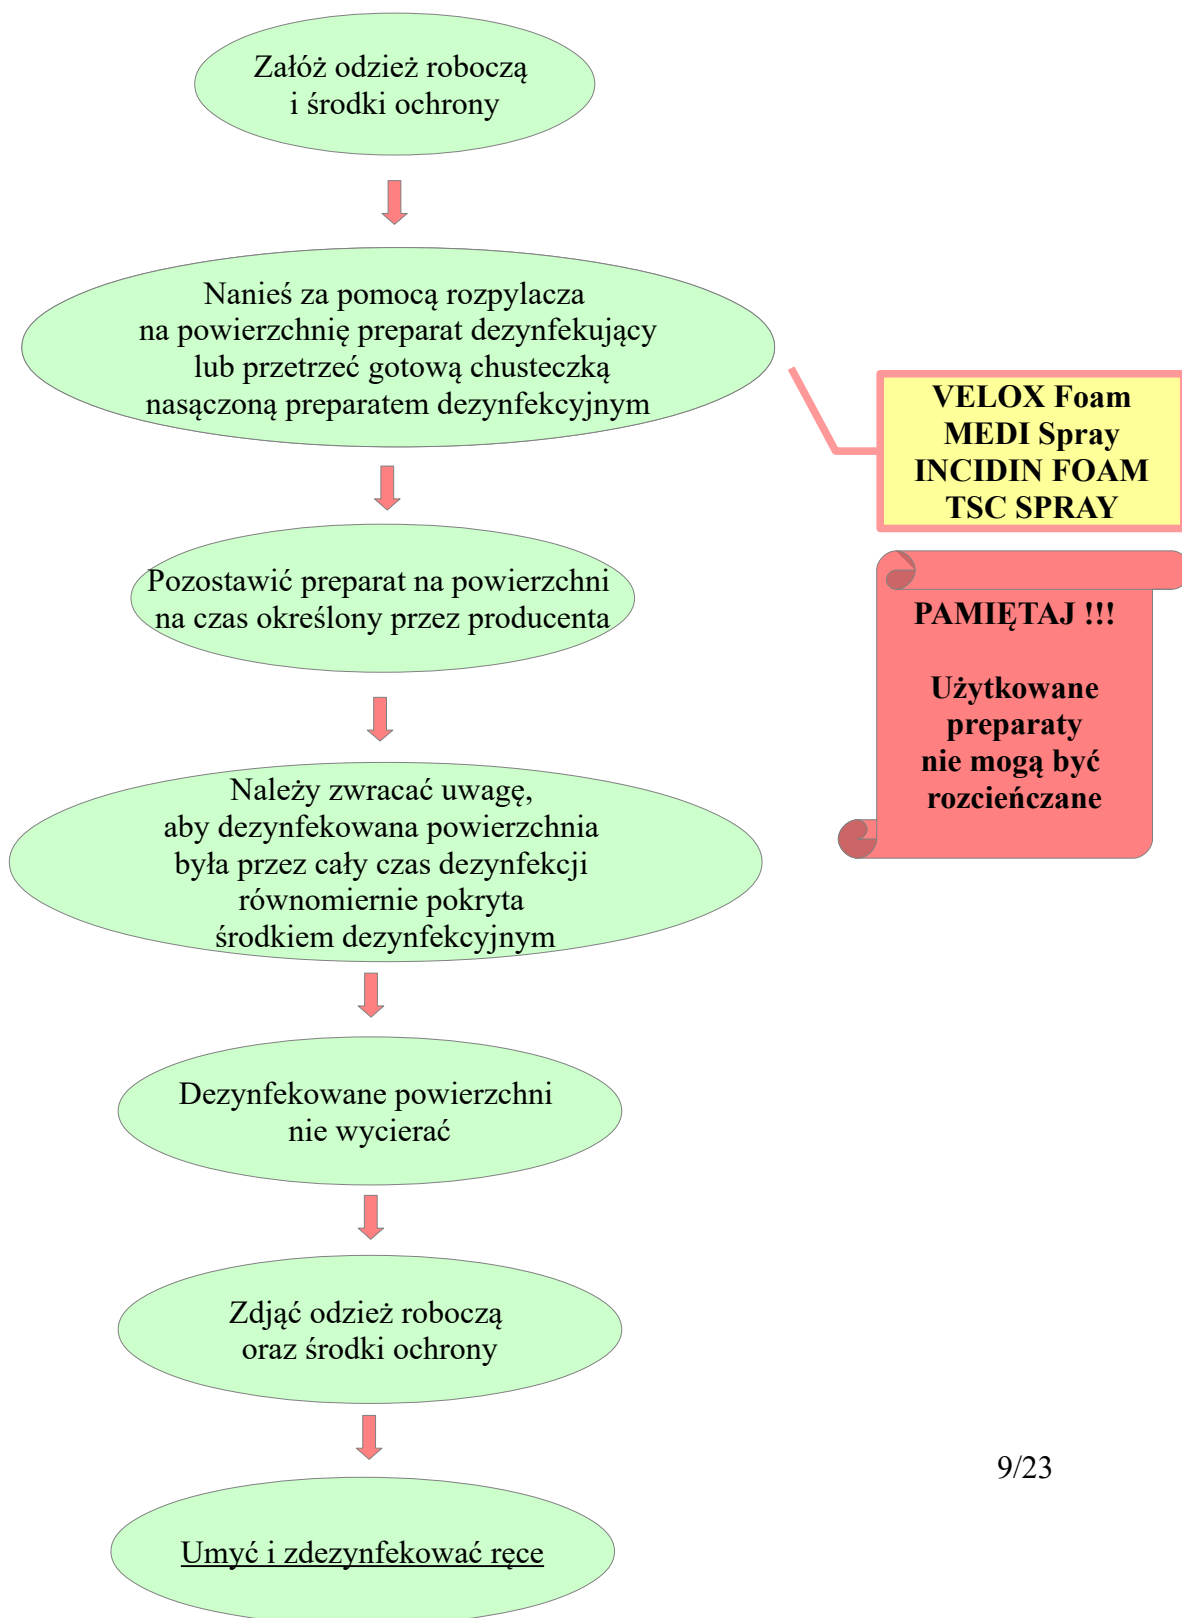 Załóż odzież roboczą
i środki ochrony
Nanieś za pomocą rozpylacza
na powierzchnię preparat dezynfekujący
lub przetrzeć gotową chusteczką
nasączoną preparatem dezynfekcyjnym
VELOX Foam
MEDI Spray
INCIDIN FOAM
TSC SPRAY
Pozostawić preparat na powierzchni
na czas określony przez producenta
PAMIĘTAJ !!!
Użytkowane
preparaty
nie mogą być
rozcieńczane
Należy zwracać uwagę,
aby dezynfekowana powierzchnia
była przez cały czas dezynfekcji
równomiernie pokryta
środkiem dezynfekcyjnym
Dezynfekowane powierzchni
nie wycierać
Zdjąć odzież roboczą
oraz środki ochrony
9/23
Umyć i zdezynfekować ręce